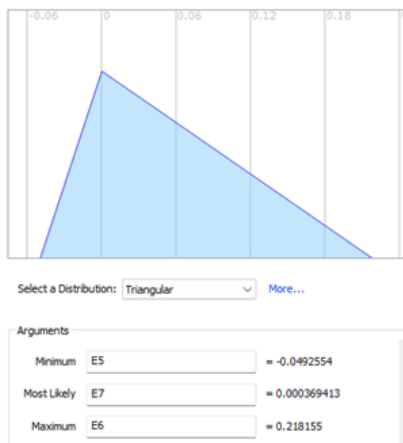 -0.06 0 0.06 0.12 0.18
Select a Distribution: Triangular More...
Arguments
Minimum E5 = -0.0492554
Most Likely E7 = 0.000369413
Maximum E6 = 0.218155